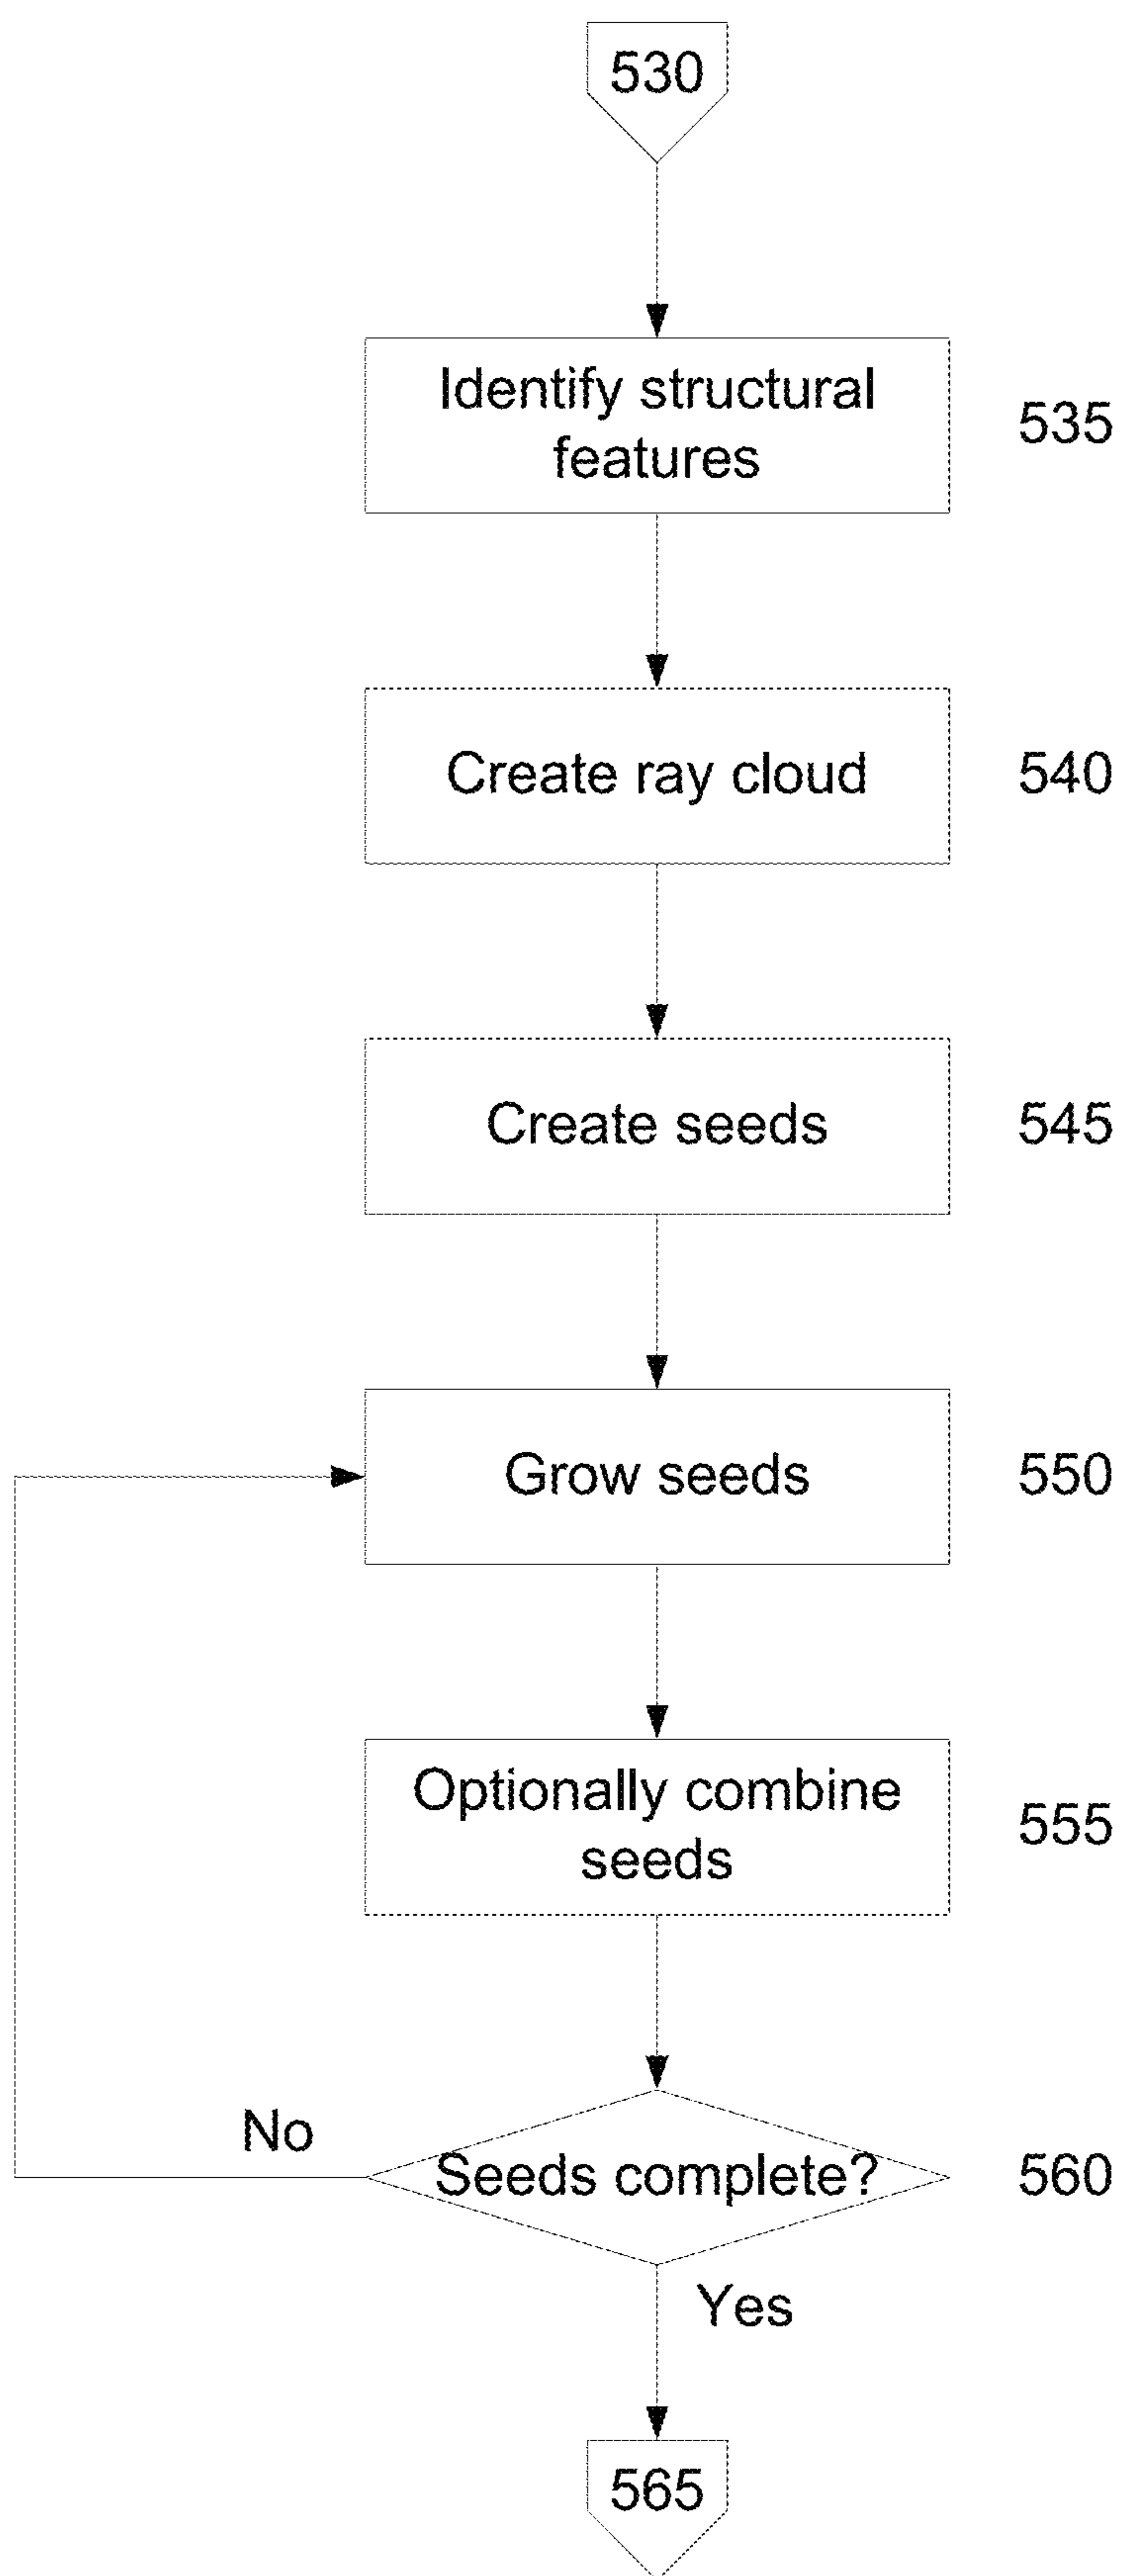 530
Identify structural
features
535
Create ray cloud
540
Create seeds
545
Grow seeds
550
Optionally combine
seeds
555
No
Seeds complete?
560
Yes
565